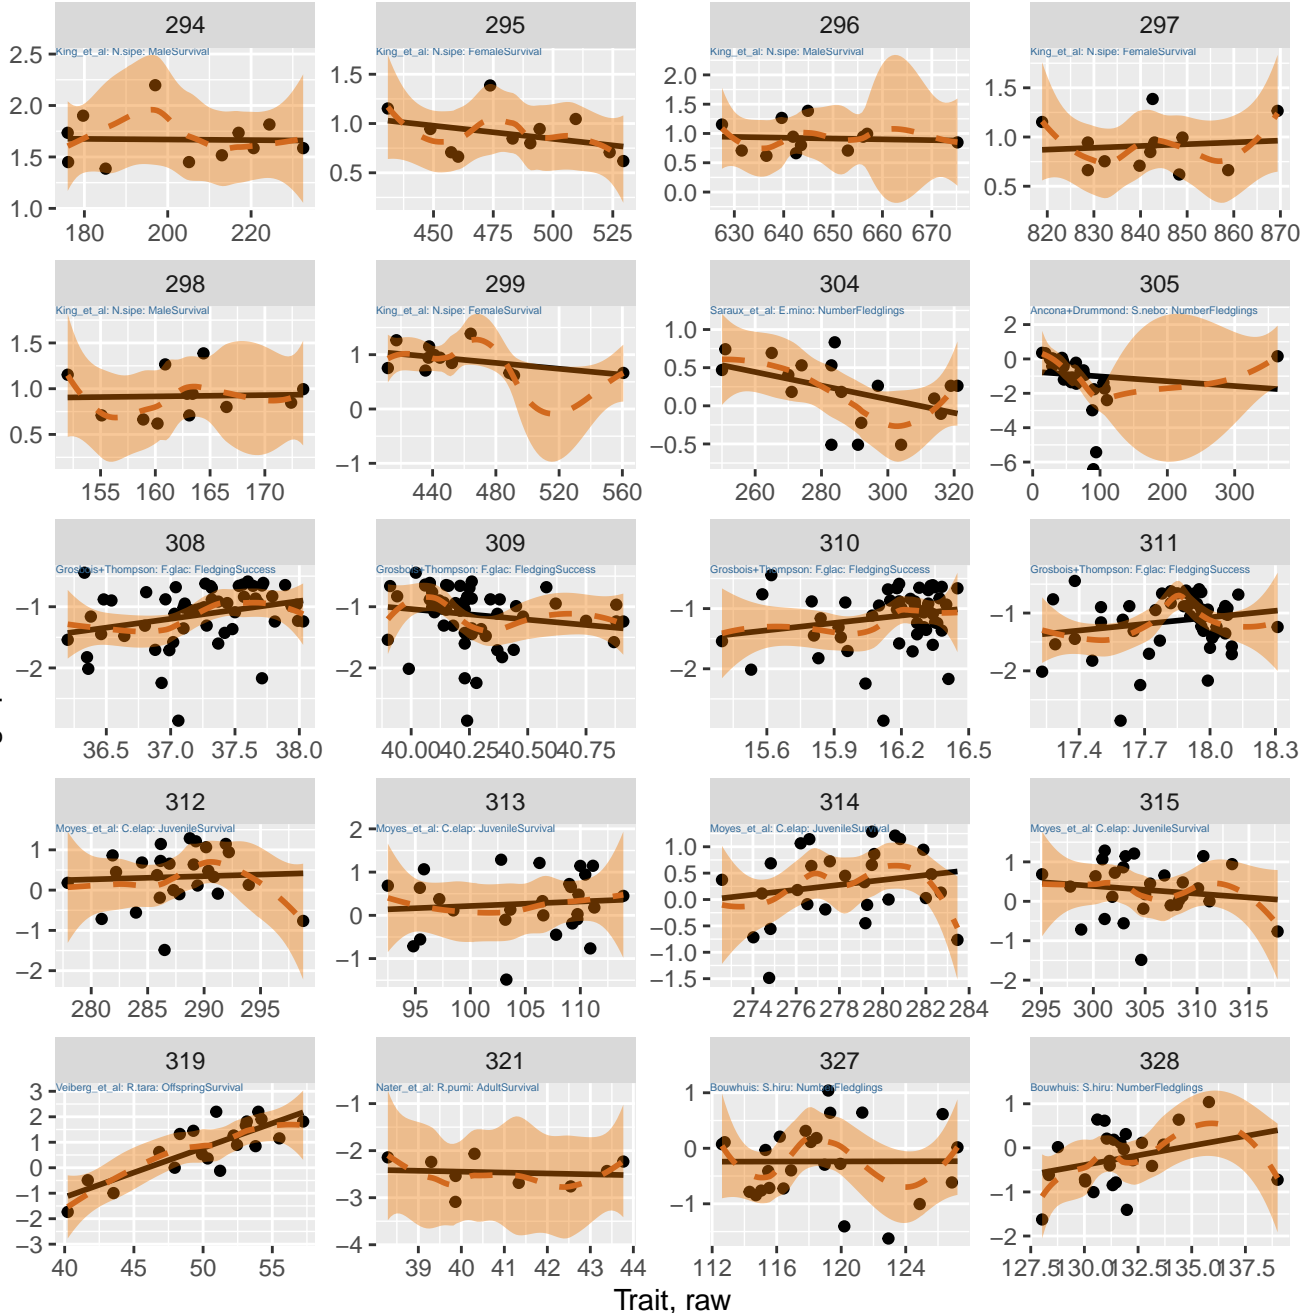 294 295 296 297
King_et_al: N.sipe: MaleSurvival King_et_al: N.sipe: FemaleSurvival King_et_al: N.sipe: MaleSurvival King_et_al: N.sipe: FemaleSurvival
2.5 2.0 1.5 1.0
1.5 1.0 0.5
2.0 1.5 1.0 0.5 0.0
1.5 1.0 0.5
180 200 220
450 475 500 525
630 640 650 660 670
820 830 840 850 860 870
298 299 304 305
King_et_al: N.sipe: MaleSurvival King_et_al: N.sipe: FemaleSurvival Saraux_et_al: E.mino: NumberFledglings Ancona+Drummond: S.nebo: NumberFledglings
1.5 1.0 0.5
1 0 −1
1.0 0.5 0.0 −0.5
2 0 −2 −4 −6
155 160 165 170
440 480 520 560
260 280 300 320
0 100 200 300
308 309 310 311
Grosbois+Thompson: F.glac: FledgingSuccess Grosbois+Thompson: F.glac: FledgingSuccess Grosbois+Thompson: F.glac: FledgingSuccess Grosbois+Thompson: F.glac: FledgingSuccess
−1 −2
−1 −2
−1 −2
−1 −2
36.5 37.0 37.5 38.0
40.00 40.25 40.50 40.75
15.6 15.9 16.2 16.5
17.4 17.7 18.0 18.3
312 313 314 315
Moyes_et_al: C.elap: JuvenileSurvival Moyes_et_al: C.elap: JuvenileSurvival Moyes_et_al: C.elap: JuvenileSurvival Moyes_et_al: C.elap: JuvenileSurvival
1 0 −1 −2
2 1 0 −1
1.0 0.5 0.0 −0.5 −1.0 −1.5
1 0 −1 −2
280 285 290 295
95 100 105 110
274 276 278 280 282 284
295 300 305 310 315
319 321 327 328
Veiberg_et_al: R.tara: OffspringSurvival Nater_et_al: R.pumi: AdultSurvival Bouwhuis: S.hiru: NumberFledglings Bouwhuis: S.hiru: NumberFledglings
3 2 1 0 −1 −2 −3
−1 −2 −3 −4
1 0 −1
1 0 −1 −2
40 45 50 55
39 40 41 42 43 44
112 116 120 124
127.5 130.0 132.5 135.0 137.5
Trait, raw